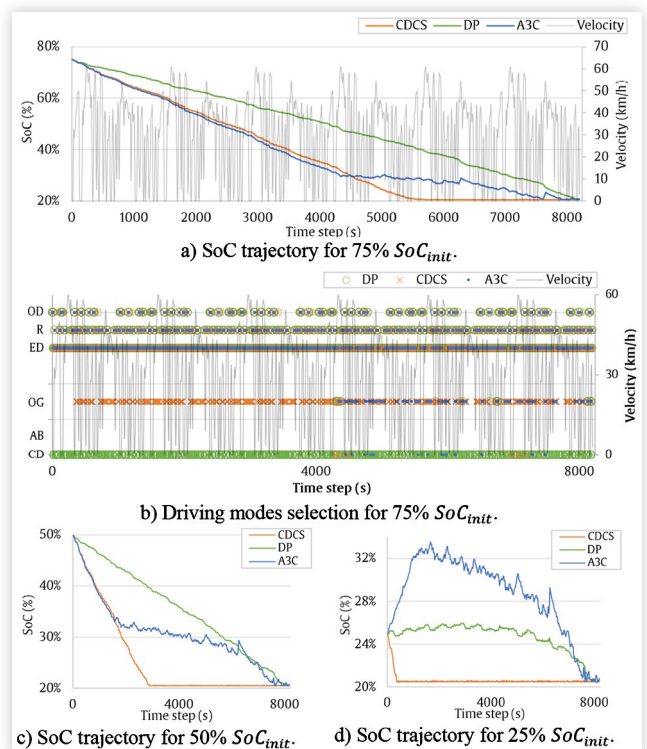 CDCS DP A3C Velocity
80% 70
60
60% 50
40
40% 30
20
10
20% 0
SoC (%)
Velocity (km/h)
0 1000 2000 3000 4000 5000 6000 7000 8000
Time step (s)
a) SoC trajectory for 75% SoC_init.
DP CDCS A3C Velocity
OD 60
R
ED
30
OG
AB
CD 0
Velocity (km/h)
0 4000 8000
Time step (s)
b) Driving modes selection for 75% SoC_init.
50%
40%
30%
20%
SoC (%)
CDCS
DP
A3C
0 4000 8000
Time step (s)
c) SoC trajectory for 50% SoC_init.
32%
28%
24%
20%
SoC (%)
CDCS
DP
A3C
0 4000 8000
Time step (s)
d) SoC trajectory for 25% SoC_init.